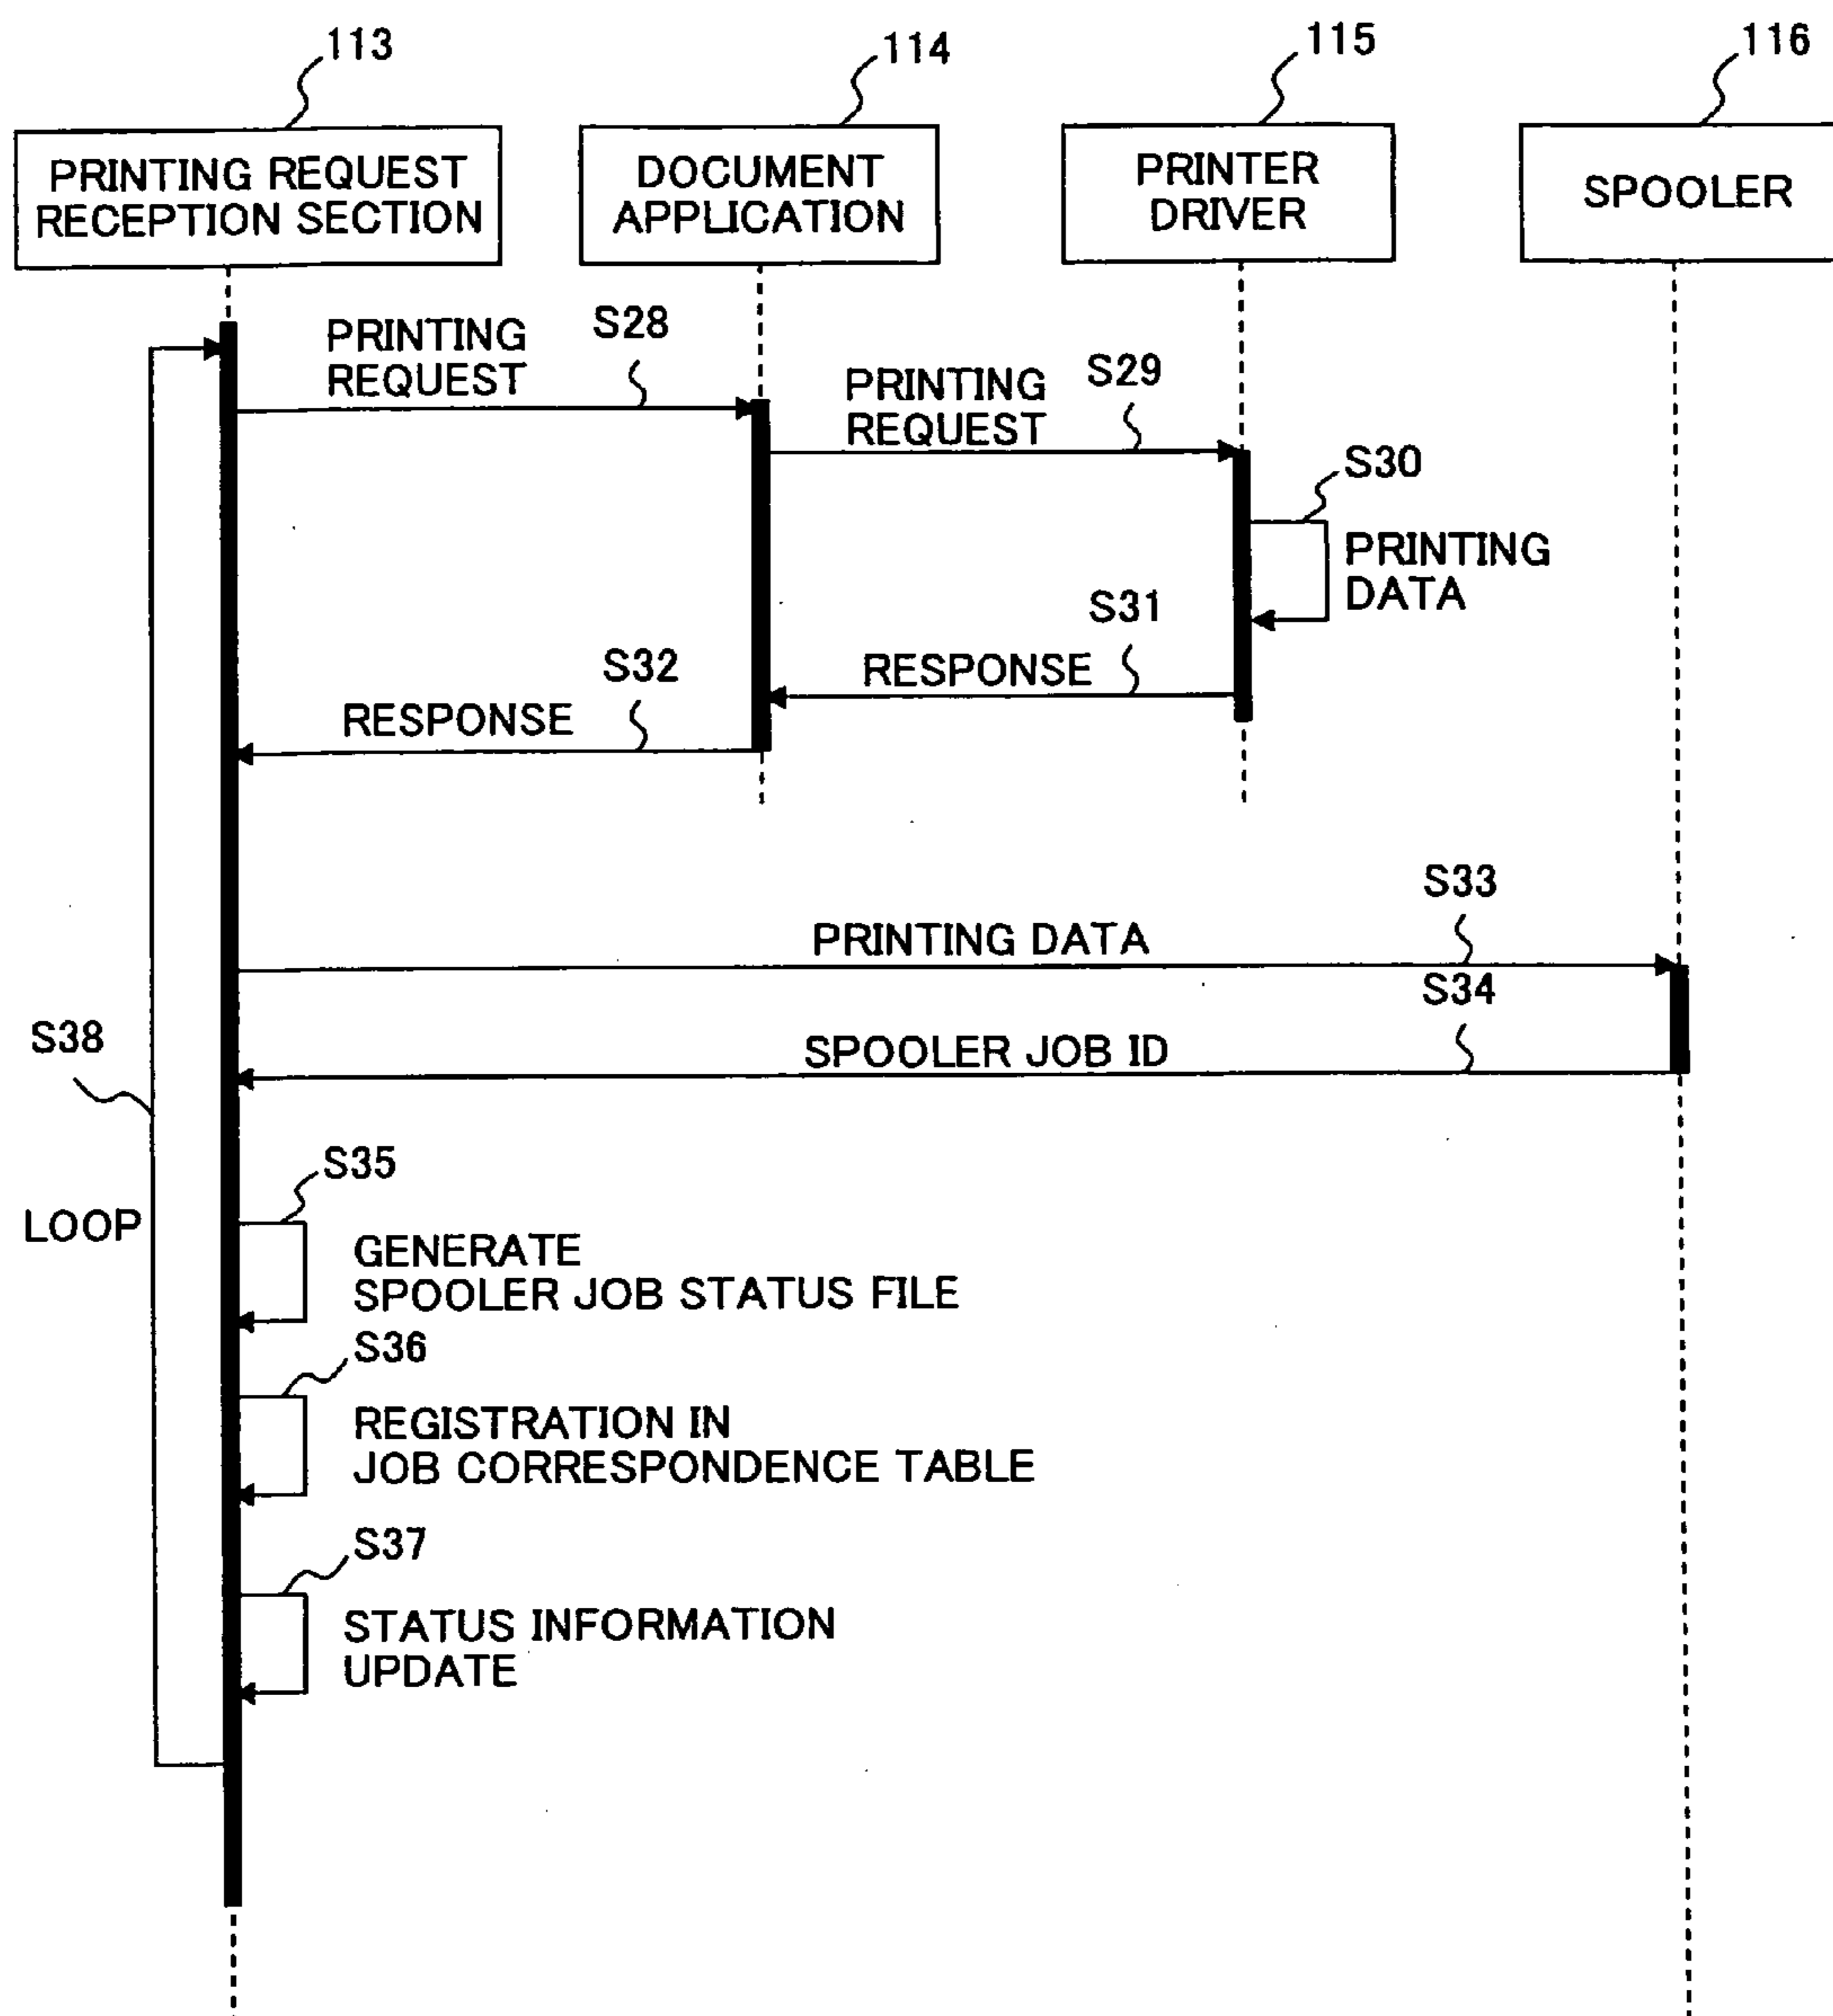 113
114
115
116
PRINTING REQUEST
RECEPTION SECTION
DOCUMENT
APPLICATION
PRINTER
DRIVER
SPOOLER
PRINTING
REQUEST
S28
PRINTING
REQUEST
S29
S30
PRINTING
DATA
S31
RESPONSE
S32
RESPONSE
S33
PRINTING DATA
S34
SPOOLER JOB ID
S38
LOOP
S35
GENERATE
SPOOLER JOB STATUS FILE
S36
REGISTRATION IN
JOB CORRESPONDENCE TABLE
S37
STATUS INFORMATION
UPDATE